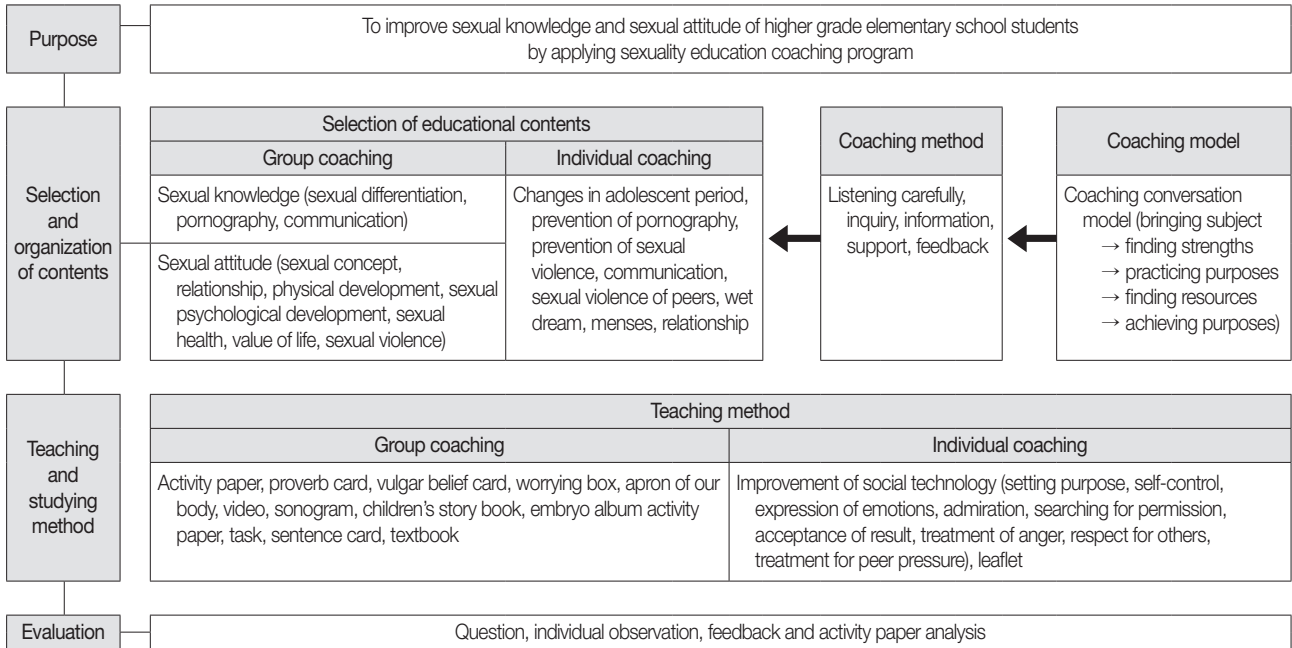 Purpose
To improve sexual knowledge and sexual attitude of higher grade elementary school students
by applying sexuality education coaching program
Selection
and
organization
of contents
Selection of educational contents
Group coaching
Individual coaching
Sexual knowledge (sexual differentiation,
pornography, communication)
Sexual attitude (sexual concept,
relationship, physical development, sexual
psychological development, sexual
health, value of life, sexual violence)
Changes in adolescent period,
prevention of pornography,
prevention of sexual
violence, communication,
sexual violence of peers, wet
dream, menses, relationship
Coaching method
Listening carefully,
inquiry, information,
support, feedback
Coaching model
Coaching conversation
model (bringing subject
→ finding strengths
→ practicing purposes
→ finding resources
→ achieving purposes)
Teaching
and
studying
method
Teaching method
Group coaching
Individual coaching
Activity paper, proverb card, vulgar belief card, worrying box, apron of our
body, video, sonogram, children's story book, embryo album activity
paper, task, sentence card, textbook
Improvement of social technology (setting purpose, self-control,
expression of emotions, admiration, searching for permission,
acceptance of result, treatment of anger, respect for others,
treatment for peer pressure), leaflet
Evaluation
Question, individual observation, feedback and activity paper analysis